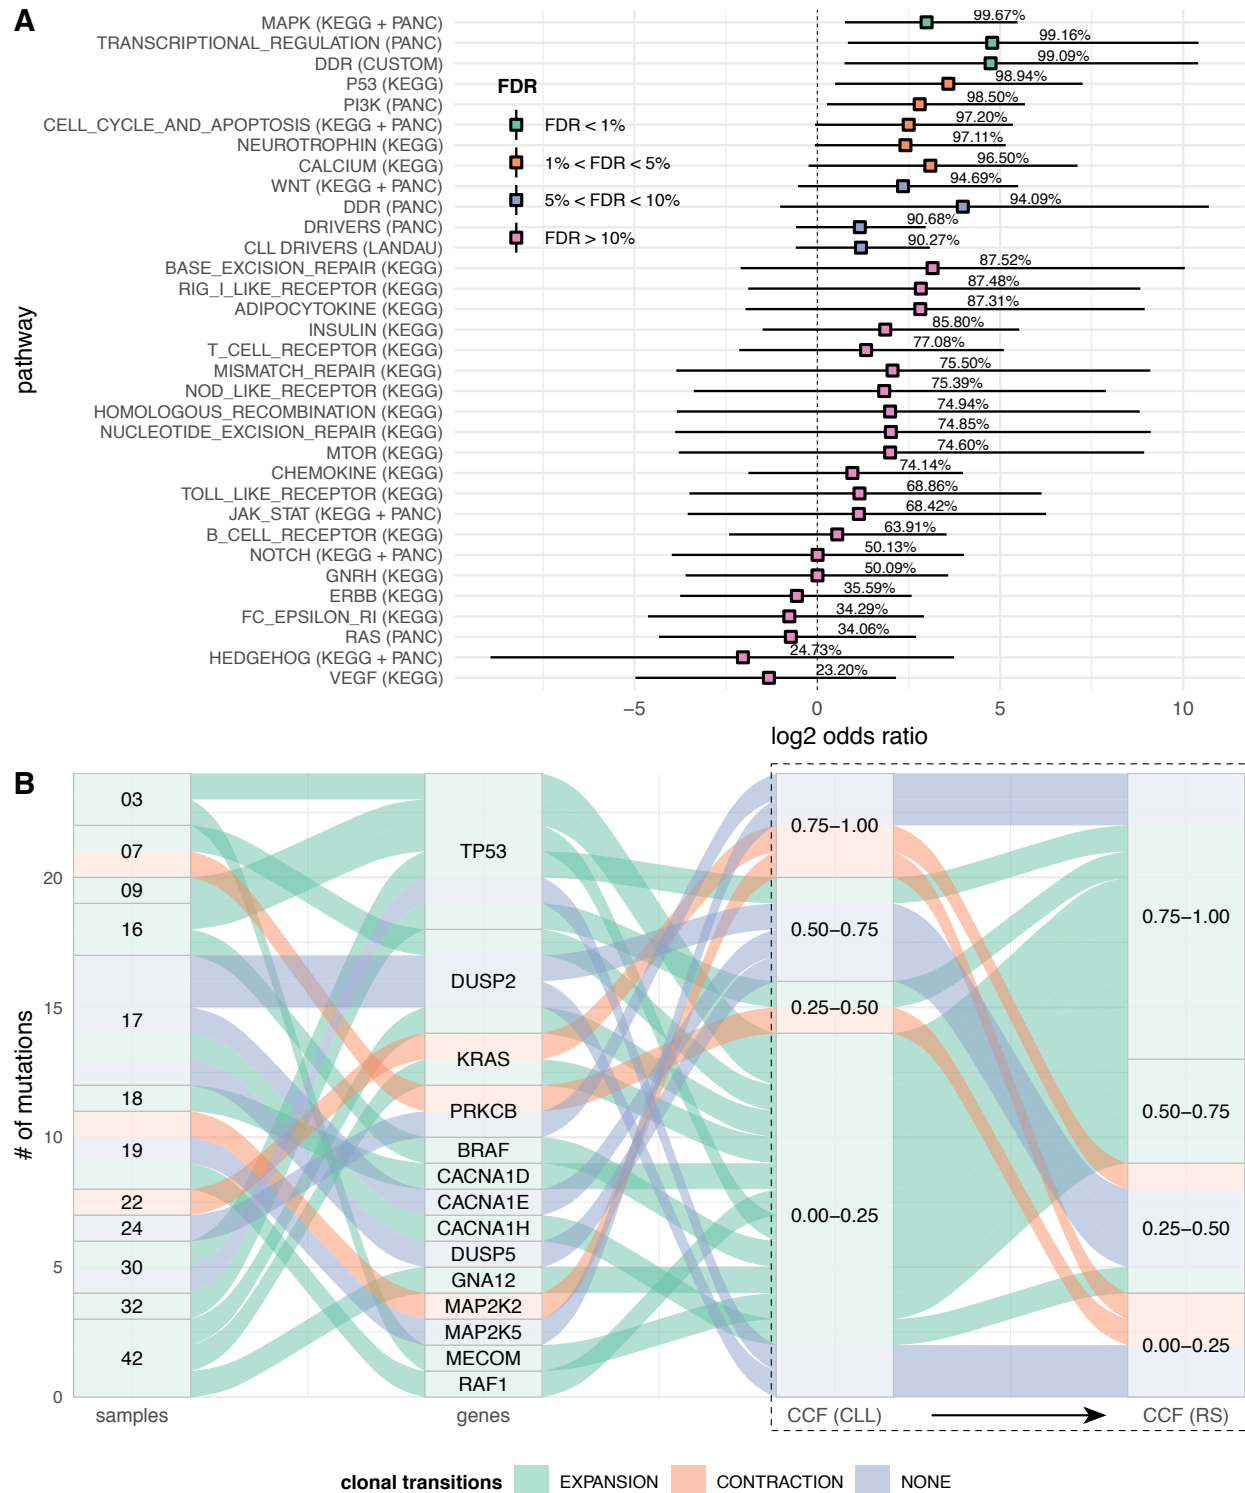 A
MAPK (KEGG + PANC) 99.67%
TRANSCRIPTIONAL_REGULATION (PANC) 99.16%
DDR (CUSTOM) 99.09%
P53 (KEGG) 98.94%
PI3K (PANC) 98.50%
CELL_CYCLE_AND_APOPTOSIS (KEGG + PANC) 97.20%
NEUROTROPHIN (KEGG) 97.11%
CALCIUM (KEGG) 96.50%
WNT (KEGG + PANC) 94.69%
DDR (PANC) 94.09%
DRIVERS (PANC) 90.68%
CLL DRIVERS (LANDAU) 90.27%
BASE_EXCISION_REPAIR (KEGG) 87.52%
RIG_I_LIKE_RECEPTOR (KEGG) 87.48%
ADIPOCYTOKINE (KEGG) 87.31%
INSULIN (KEGG) 85.80%
T_CELL_RECEPTOR (KEGG) 77.08%
MISMATCH_REPAIR (KEGG) 75.50%
NOD_LIKE_RECEPTOR (KEGG) 75.39%
HOMOLOGOUS_RECOMBINATION (KEGG) 74.94%
NUCLEOTIDE_EXCISION_REPAIR (KEGG) 74.85%
MTOR (KEGG) 74.60%
CHEMOKINE (KEGG) 74.14%
TOLL_LIKE_RECEPTOR (KEGG) 68.86%
JAK_STAT (KEGG + PANC) 68.42%
B_CELL_RECEPTOR (KEGG) 63.91%
NOTCH (KEGG + PANC) 50.13%
GNRH (KEGG) 50.09%
ERBB (KEGG) 35.59%
FC_EPSILON_RI (KEGG) 34.29%
RAS (PANC) 34.06%
HEDGEHOG (KEGG + PANC) 24.73%
VEGF (KEGG) 23.20%
pathway
FDR
FDR < 1%
1% < FDR < 5%
5% < FDR < 10%
FDR > 10%
−5 0 5 10
log2 odds ratio
B
# of mutations
20
15
10
5
0
03
07
09
16
17
18
19
22
24
30
32
42
TP53
DUSP2
KRAS
PRKCB
BRAF
CACNA1D
CACNA1E
CACNA1H
DUSP5
GNA12
MAP2K2
MAP2K5
MECOM
RAF1
0.75−1.00
0.50−0.75
0.25−0.50
0.00−0.25
0.75−1.00
0.50−0.75
0.25−0.50
0.00−0.25
samples genes CCF (CLL) CCF (RS)
clonal transitions EXPANSION CONTRACTION NONE